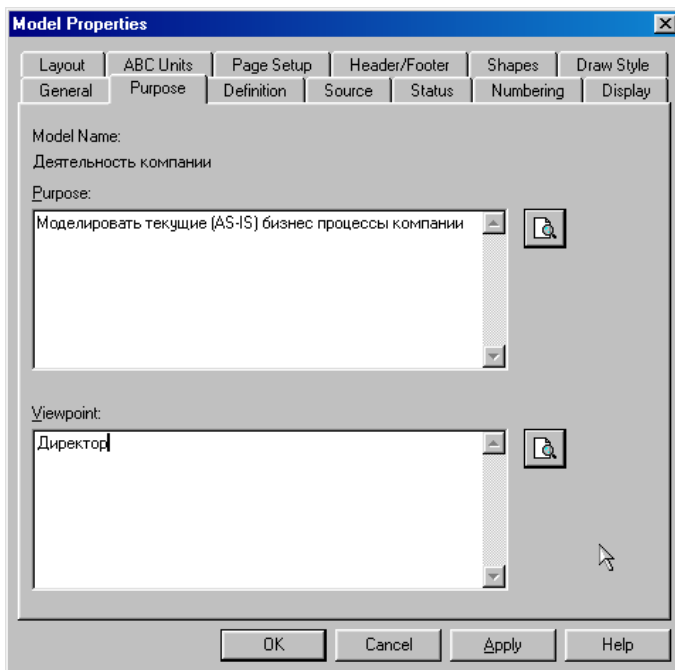 Model Properties
Layout ABC Units Page Setup Header/Footer Shapes Draw Style
General Purpose Definition Source Status Numbering Display
Model Name:
Деятельность компании
Purpose:
Моделировать текущие (AS-IS) бизнес процессы компании
Viewpoint:
Директор
OK Cancel Apply Help